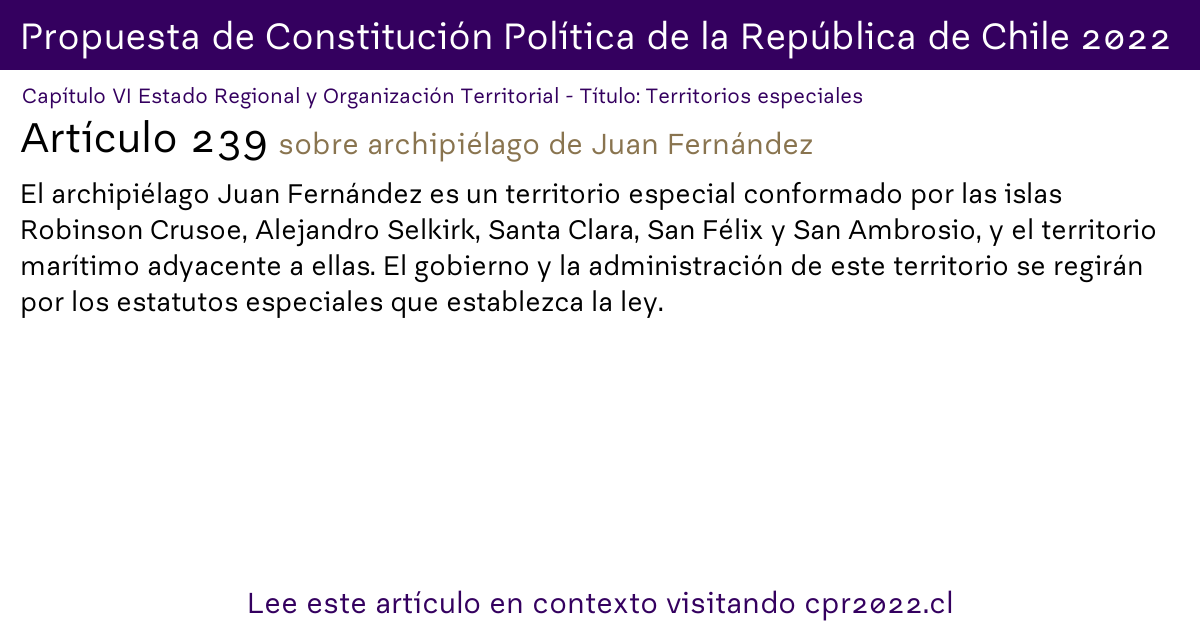 Propuesta de Constitución Política de la República de Chile 2022
Capítulo VI Estado Regional y Organización Territorial - Título: Territorios especiales
Artículo 239 sobre archipiélago de Juan Fernández
El archipiélago Juan Fernández es un territorio especial conformado por las islas
Robinson Crusoe, Alejandro Selkirk, Santa Clara, San Félix y San Ambrosio, y el territorio
marítimo adyacente a ellas. El gobierno y la administración de este territorio se regirán
por los estatutos especiales que establezca la ley.
Lee este artículo en contexto visitando cpr2022.cl